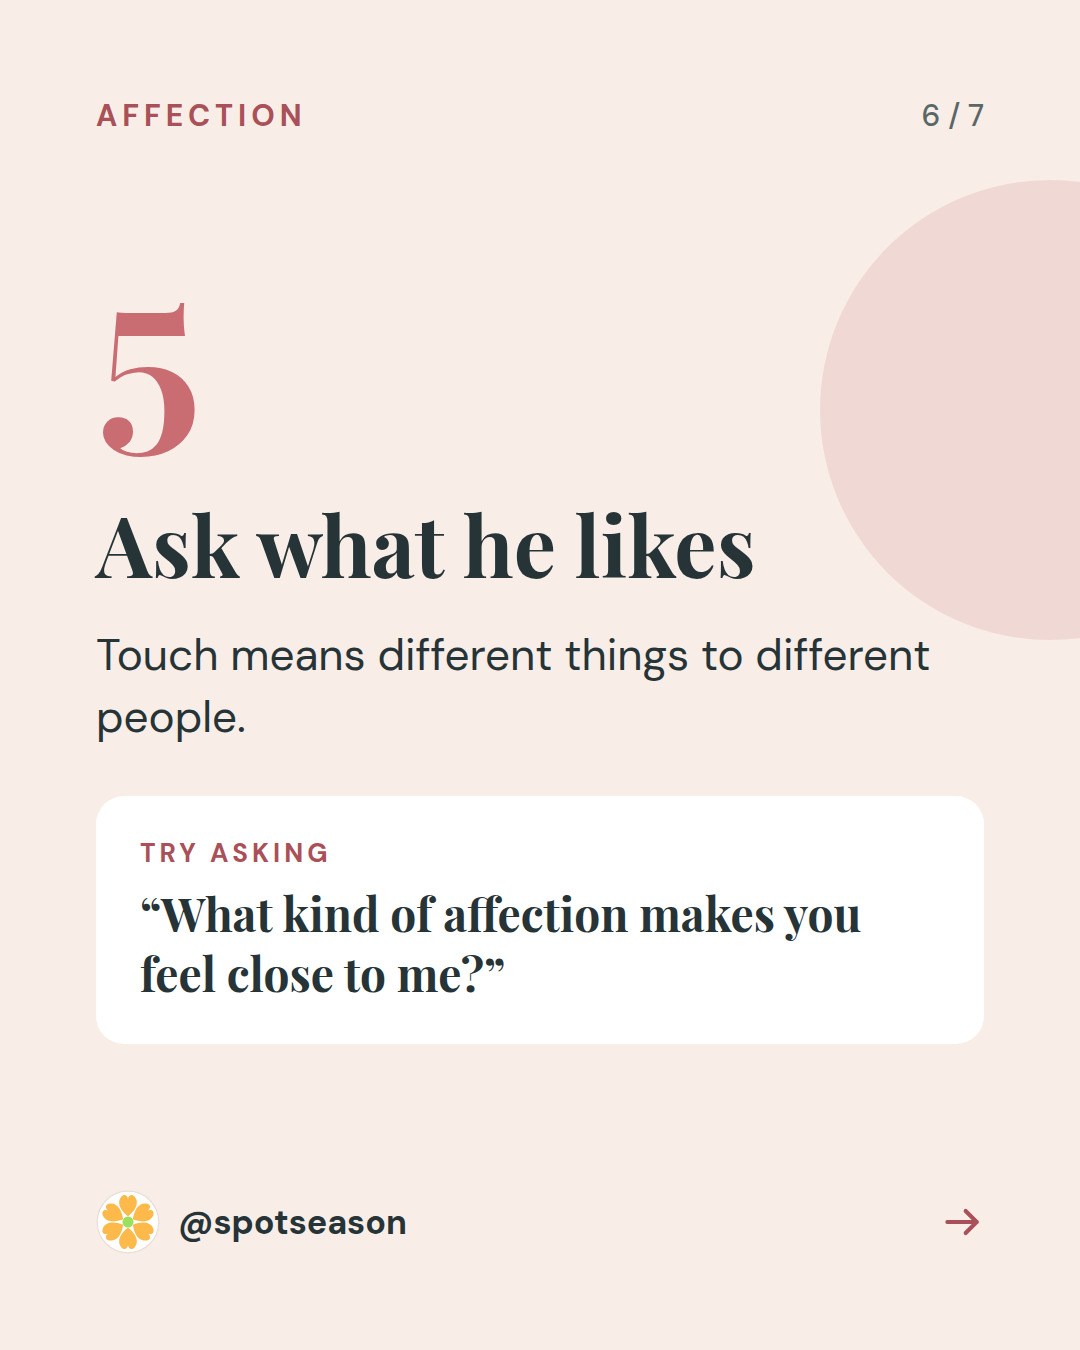 AFFECTION
6 / 7
5
Ask what he likes
Touch means different things to different
people.
TRY ASKING
“What kind of affection makes you
feel close to me?”
@spotseason